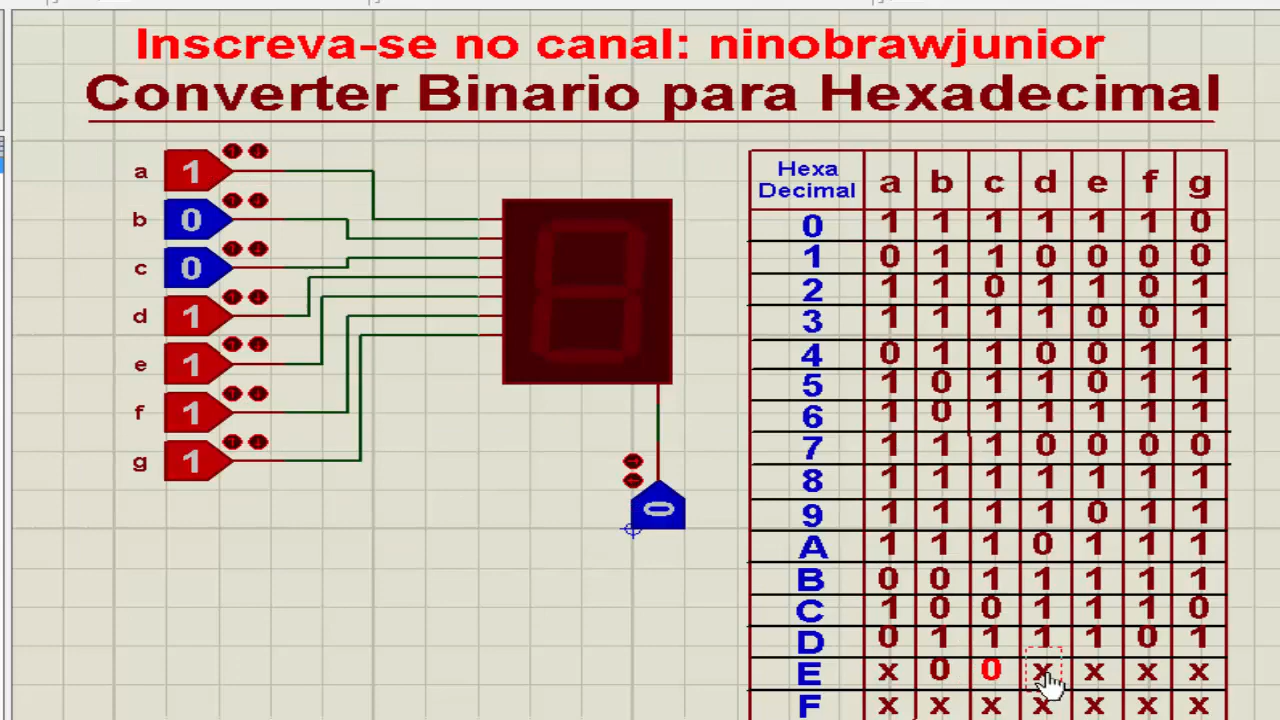 Inscreva-se no canal: ninobrawjunior
Converter Binario para Hexadecimal
a 1
b 0
c 0
d 1
e 1
f 1
g 1
0
Hexa Decimal a b c d e f g
0 1 1 1 1 1 1 0
1 0 1 1 0 0 0 0
2 1 1 0 1 1 0 1
3 1 1 1 1 0 0 1
4 0 1 1 0 0 1 1
5 1 0 1 1 0 1 1
6 1 0 1 1 1 1 1
7 1 1 1 0 0 0 0
8 1 1 1 1 1 1 1
9 1 1 1 1 0 1 1
A 1 1 1 0 1 1 1
B 0 0 1 1 1 1 1
C 1 0 0 1 1 1 0
D 0 1 1 1 1 0 1
E x 0 0 x x x x
F x x x x x x x